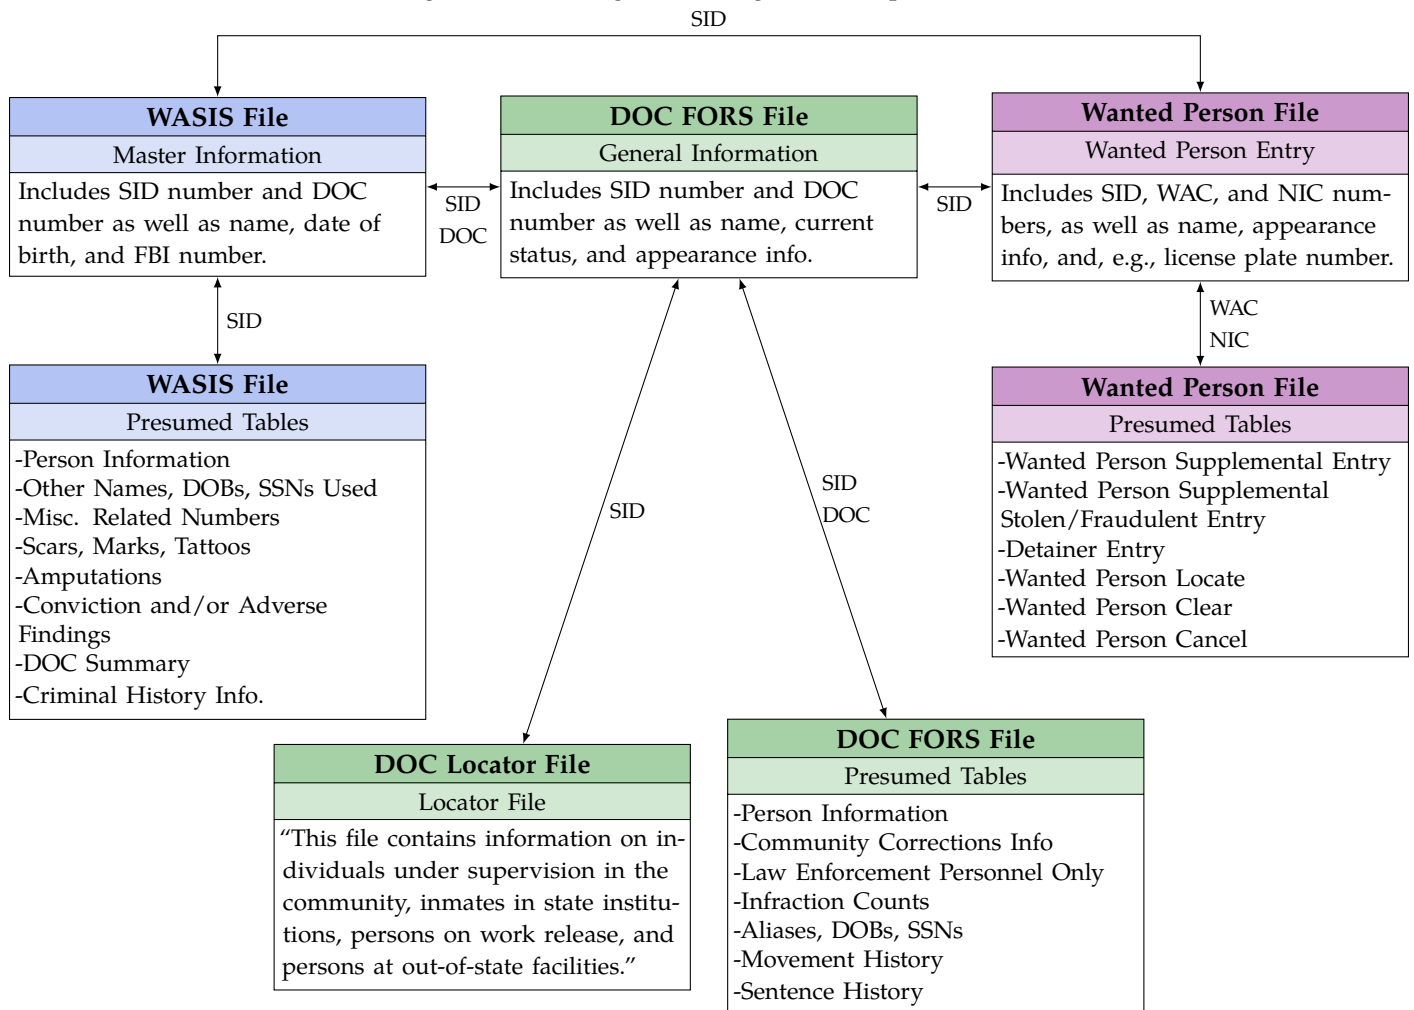 SID
WASIS File
Master Information
Includes SID number and DOC
number as well as name, date of
birth, and FBI number.
SID
DOC
DOC FORS File
General Information
Includes SID number and DOC
number as well as name, current
status, and appearance info.
SID
Wanted Person File
Wanted Person Entry
Includes SID, WAC, and NIC num-
bers, as well as name, appearance
info, and, e.g., license plate number.
SID
WAC
NIC
WASIS File
Presumed Tables
-Person Information
-Other Names, DOBs, SSNs Used
-Misc. Related Numbers
-Scars, Marks, Tattoos
-Amputations
-Conviction and/or Adverse
Findings
-DOC Summary
-Criminal History Info.
SID
SID
DOC
Wanted Person File
Presumed Tables
-Wanted Person Supplemental Entry
-Wanted Person Supplemental
Stolen/Fraudulent Entry
-Detainer Entry
-Wanted Person Locate
-Wanted Person Clear
-Wanted Person Cancel
DOC Locator File
Locator File
“This file contains information on in-
dividuals under supervision in the
community, inmates in state institu-
tions, persons on work release, and
persons at out-of-state facilities.”
DOC FORS File
Presumed Tables
-Person Information
-Community Corrections Info
-Law Enforcement Personnel Only
-Infraction Counts
-Aliases, DOBs, SSNs
-Movement History
-Sentence History